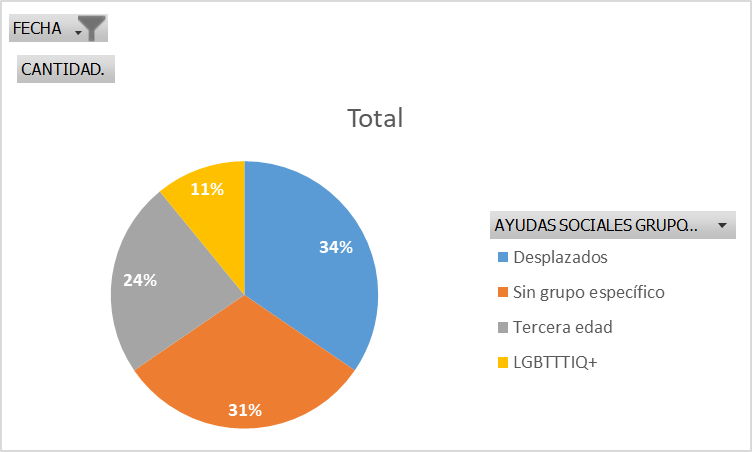 FECHA
CANTIDAD.
Total
11%
34%
24%
31%
AYUDAS SOCIALES GRUPO...
Desplazados
Sin grupo específico
Tercera edad
LGBTTTIQ+